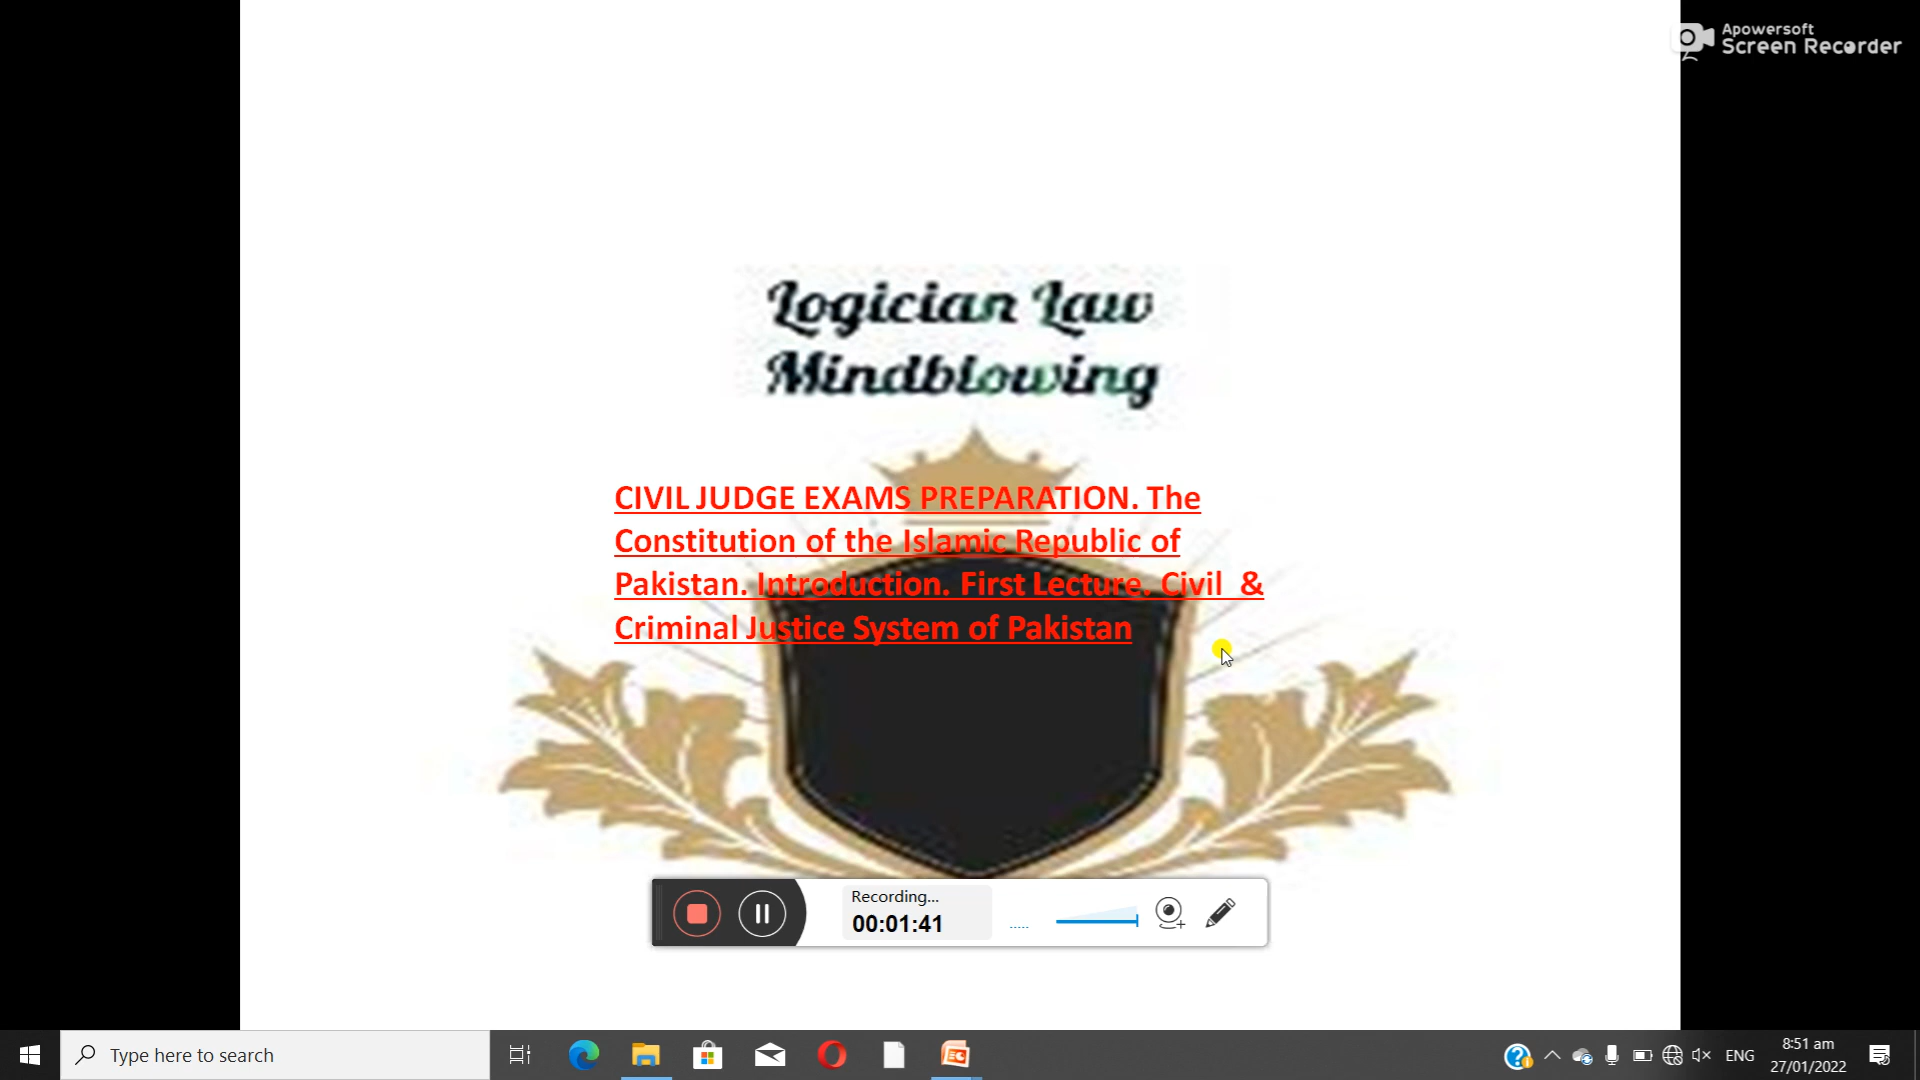 Apowersoft
Screen Recorder
Logician Law
Mindblowing
CIVIL JUDGE EXAMS PREPARATION. The
Constitution of the Islamic Republic of
Pakistan. Introduction. First Lecture. Civil &
Criminal Justice System of Pakistan
Recording...
00:01:41
Type here to search
ENG
8:51 am
27/01/2022